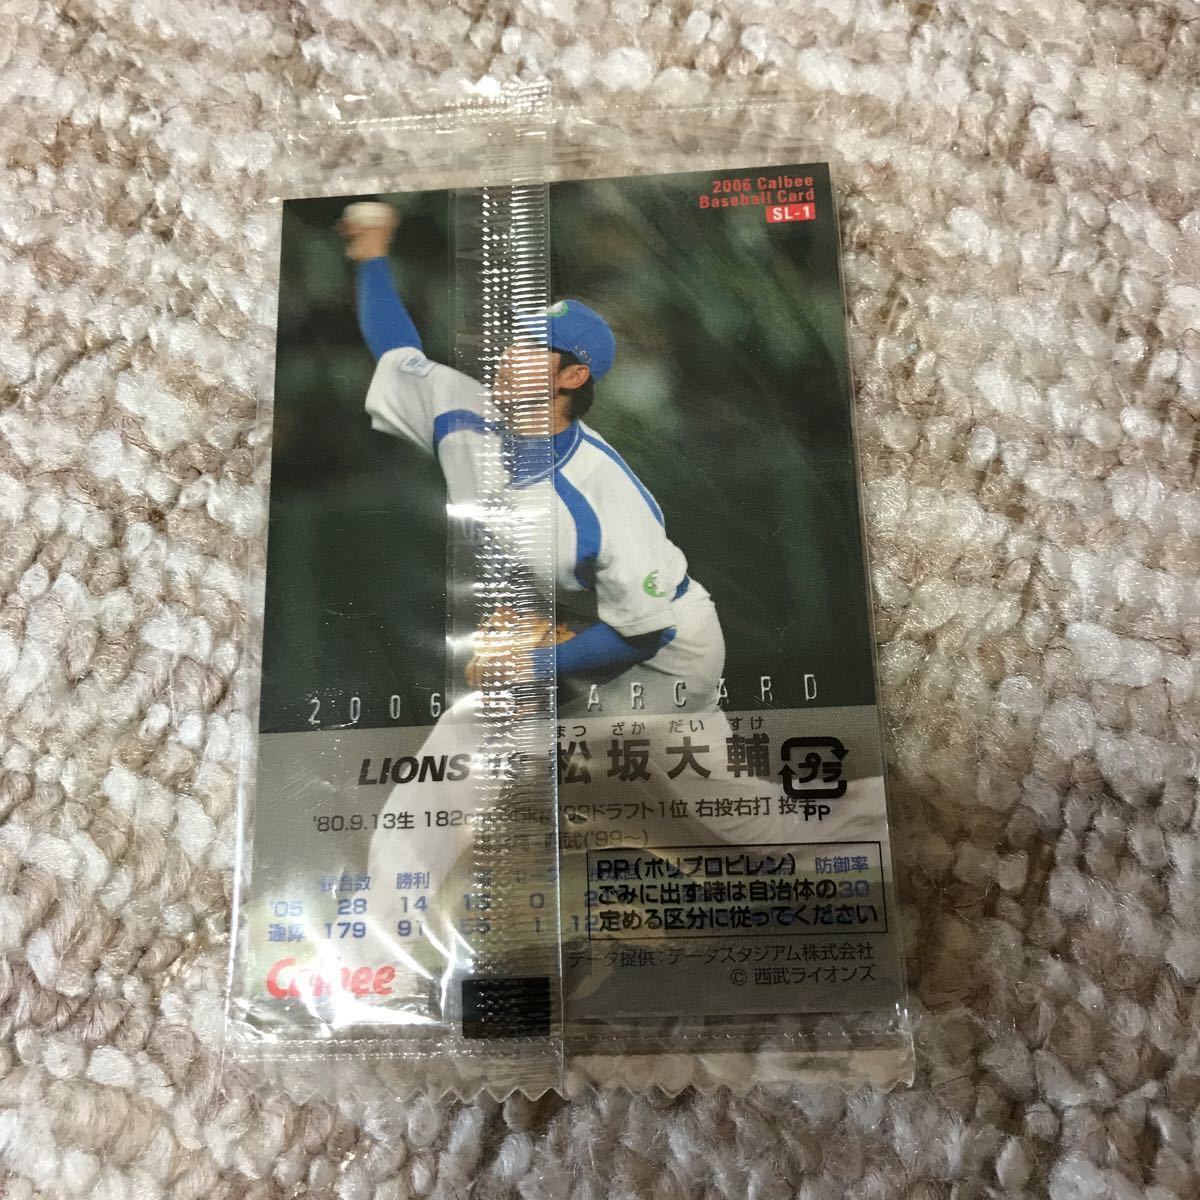 2006 Calbee
Baseball Card
SL-1
2006 STARCARD
まつ ざか だい すけ
LIONS 松坂大輔
プラ
PP
'80.9.13生 182c ドラフト1位 右投右打 投手
西武('99〜)
試合数 勝利 防御率
'05 28 14 0 30
通算 179 91 55 1 12
PP(ポリプロピレン)
ごみに出す時は自治体の
定める区分に従ってください
Calbee
データ提供:データスタジアム株式会社
© 西武ライオンズ